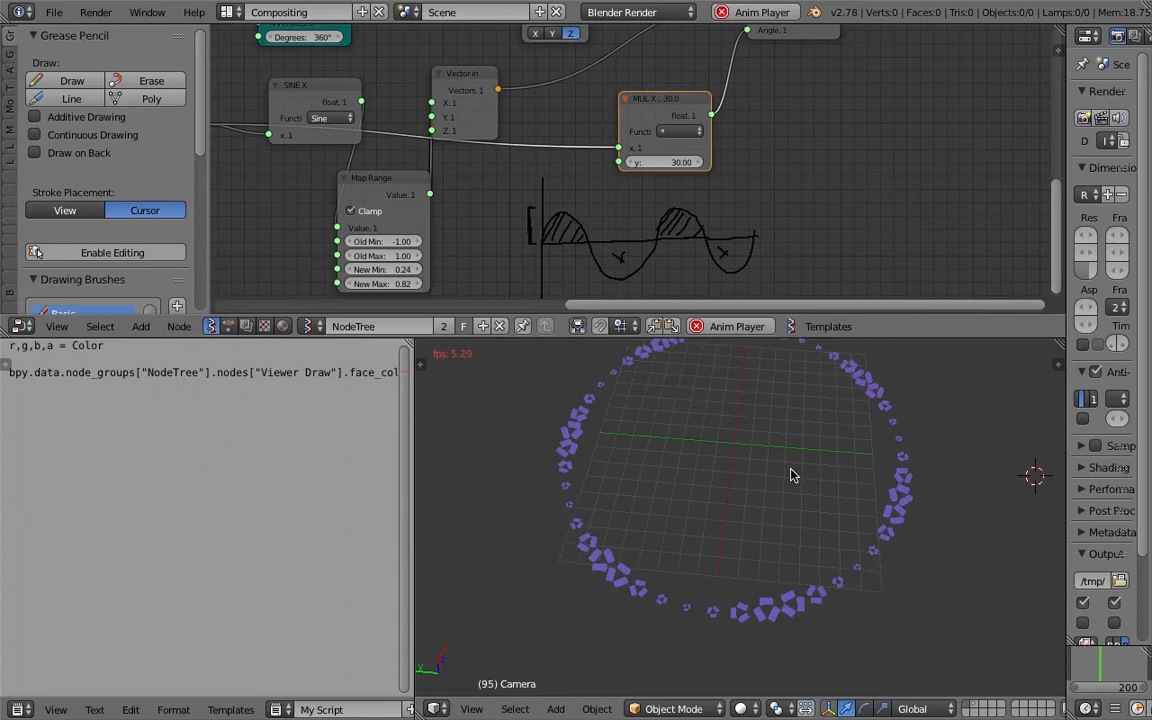 File Render Window Help Compositing F Scene Blender Render Anim Player v2.78 | Verts:0 | Faces:0 | Tris:0 | Objects:0/0 | Lamps:0/0 | Mem:18.75
Grease Pencil
Draw:
Draw Erase
Line Poly
Additive Drawing
Continuous Drawing
Draw on Back
Stroke Placement:
View Cursor
Enable Editing
Drawing Brushes
Degrees: 360°
X Y Z
Angle. 1
SINE X
float. 1
Functi Sine
x. 1
Vector in
Vectors. 1
X. 1
Y. 1
Z. 1
MUL X , 30.0
float. 1
Functi *
x. 1
y: 30.00
Map Range
Value. 1
Clamp
Value. 1
Old Min: -1.00
Old Max: 1.00
New Min: 0.24
New Max: 0.82
View Select Add Node NodeTree 2 F Anim Player Templates
r,g,b,a = Color
bpy.data.node_groups["NodeTree"].nodes["Viewer Draw"].face_col
fps: 5.29
(95) Camera
View Text Edit Format Templates My Script
View Select Add Object Object Mode Global
Sce
Render
Dimensio
R
Res Fra
Asp Fra
2
Tim
Anti-
1
Samp
Shading
Performa
Post Proc
Metadata
Output
/tmp/
200